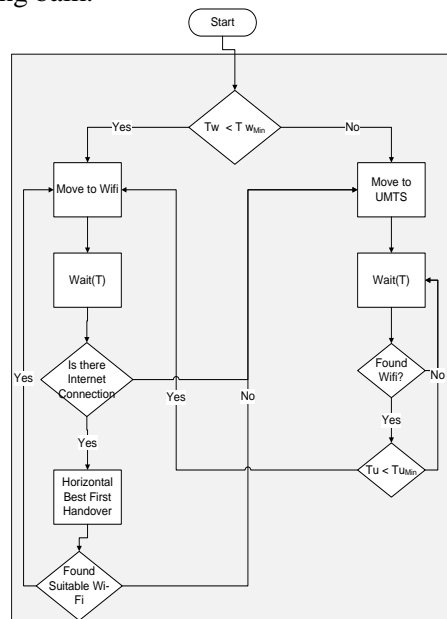 Start
Tw < T wMin
Yes
No
Move to Wifi
Move to
UMTS
Wait(T)
Wait(T)
Is there
Internet
Connection
Found
Wifi?
Yes
Yes
No
No
Yes
Yes
Tu < TuMin
Horizontal
Best First
Handover
Found
Suitable Wi-
Fi